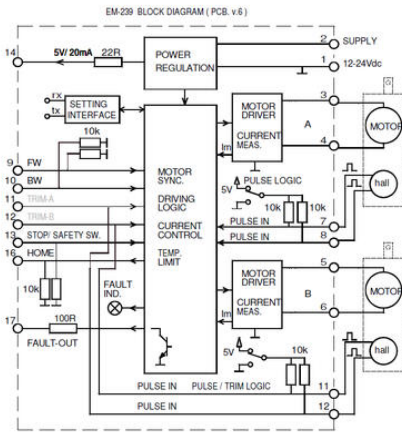 EM-239 BLOCK DIAGRAM ( PCB. v.6 )
14
5V/ 20mA
22R
POWER
REGULATION
2
SUPPLY
1
12-24Vdc
rx
tx
SETTING
INTERFACE
10k
MOTOR
DRIVER
CURRENT
MEAS.
A
Im
3
4
MOTOR
G
hall
9
FW
10
BW
11
TRIM-A
12
TRIM-B
13
STOP/ SAFETY SW.
16
HOME
10k
MOTOR
SYNC.
DRIVING
LOGIC
CURRENT
CONTROL
TEMP.
LIMIT
5V
PULSE LOGIC
10k
10k
PULSE IN
7
PULSE IN
8
FAULT
IND.
17
100R
FAULT-OUT
MOTOR
DRIVER
CURRENT
MEAS.
B
Im
5
6
G
MOTOR
hall
5V
10k
PULSE IN
PULSE / TRIM LOGIC
11
PULSE IN
12